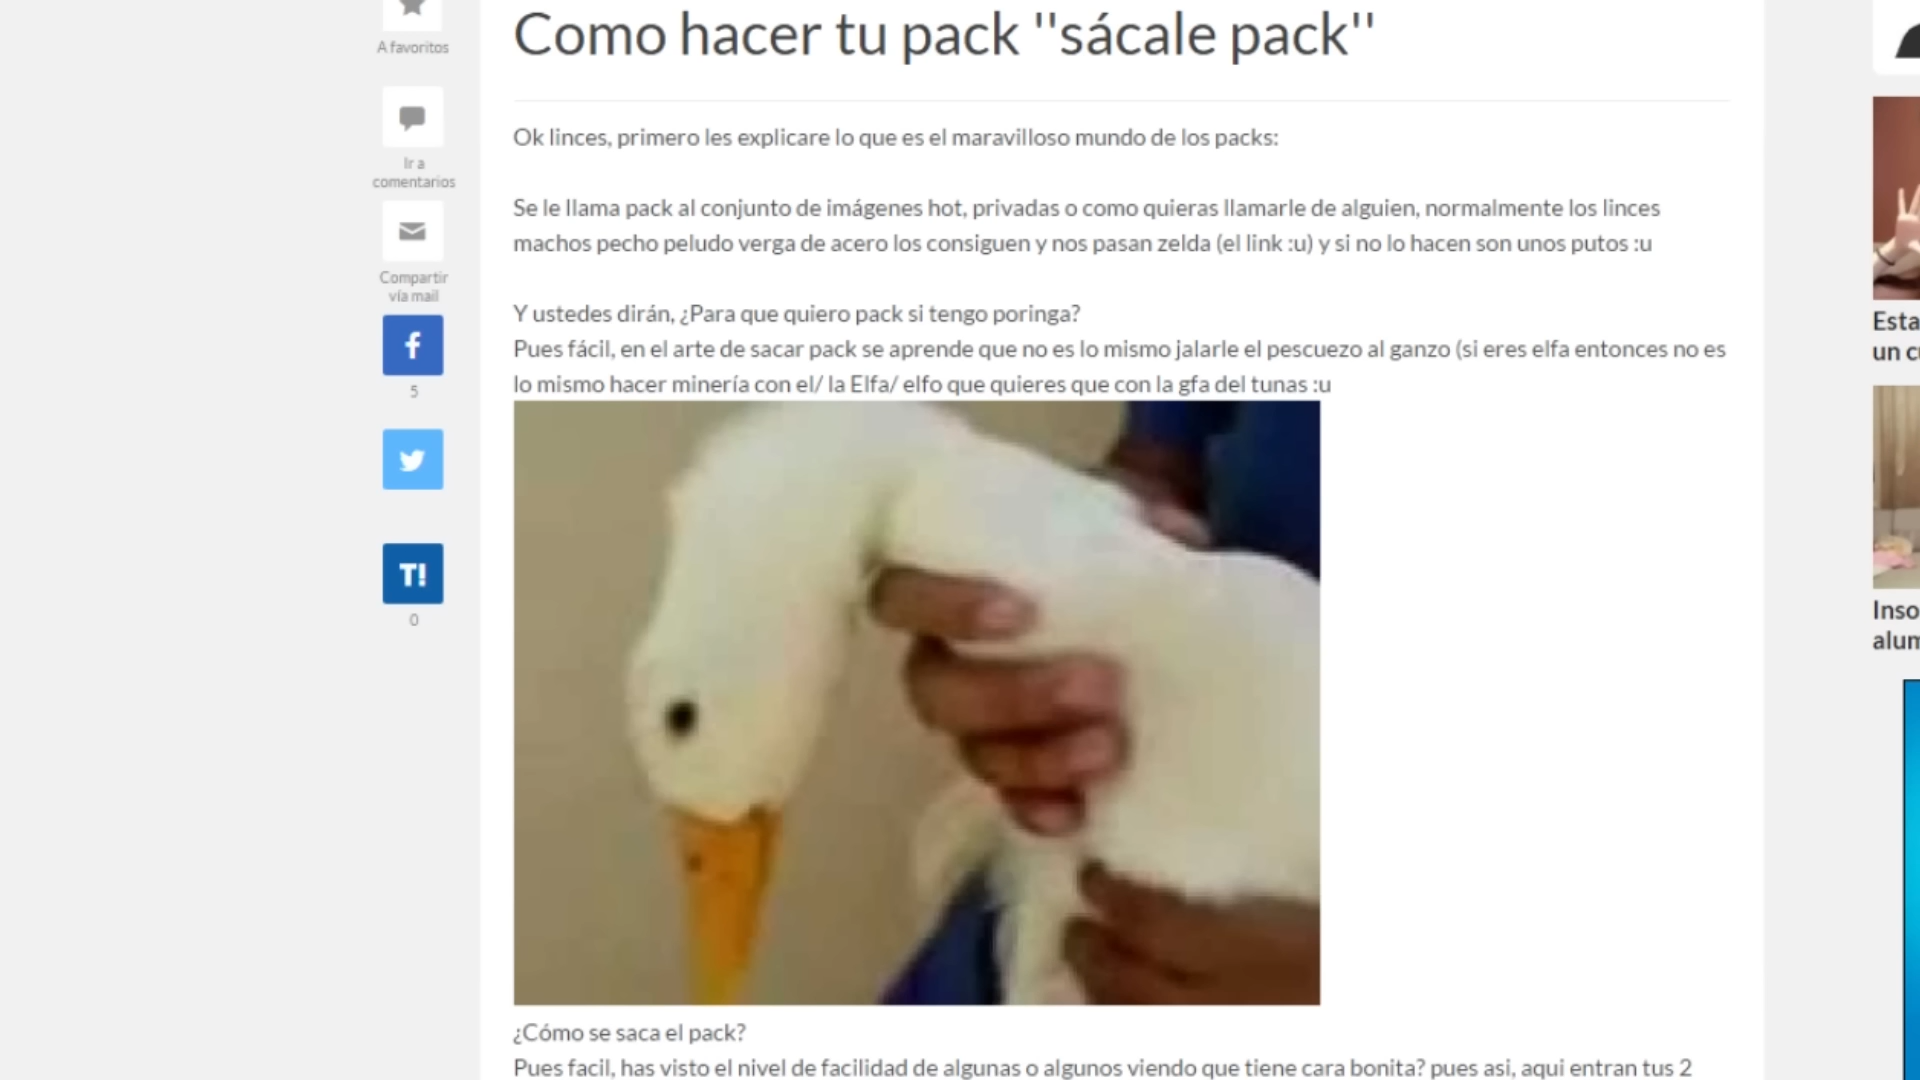 Como hacer tu pack "sácale pack"
A favoritos
Ok linces, primero les explicare lo que es el maravilloso mundo de los packs:
Ir a
comentarios
Se le llama pack al conjunto de imágenes hot, privadas o como quieras llamarle de alguien, normalmente los linces
machos pecho peludo verga de acero los consiguen y nos pasan zelda (el link :u) y si no lo hacen son unos putos :u
Compartir
vía mail
Y ustedes dirán, ¿Para que quiero pack si tengo poringa?
Pues fácil, en el arte de sacar pack se aprende que no es lo mismo jalarle el pescuezo al ganzo (si eres elfa entonces no es
lo mismo hacer minería con el/ la Elfa/ elfo que quieres que con la gfa del tunas :u
f
5
T!
0
Esta
un c
Inso
alum
¿Cómo se saca el pack?
Pues facil, has visto el nivel de facilidad de algunas o algunos viendo que tiene cara bonita? pues asi, aqui entran tus 2